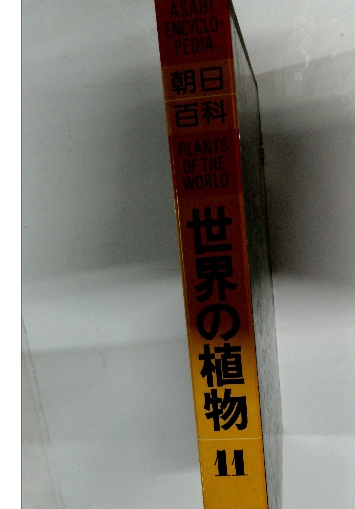 ASAHI
ENCYCLO-
PEDIA
朝日
百科
PLANTS
OF THE
WORLD
世界の植物
11